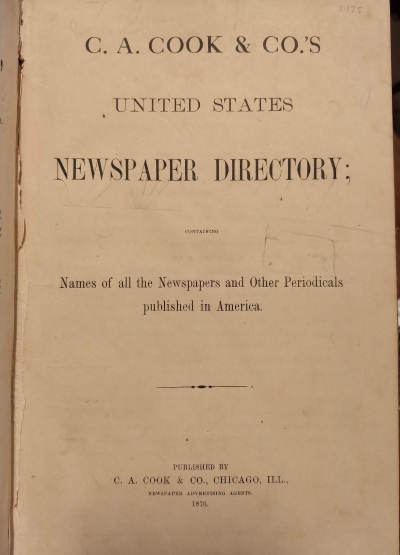 C. A. COOK & CO.'S
UNITED STATES
NEWSPAPER DIRECTORY;
CONTAINING
Names of all the Newspapers and Other Periodicals
published in America.
PUBLISHED BY
C. A. COOK & CO., CHICAGO, ILL.,
NEWSPAPER ADVERTISING AGENTS.
1876.